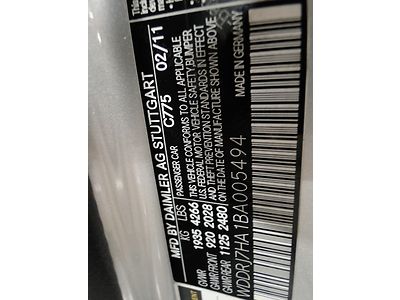 MFD BY DAIMLER AG STUTTGART
PASSENGER CAR C775 02/11
KG LBS
GVWR 1935 4266
GWWR FRONT 920 2028
GAWR REAR 1125 2480
THIS VEHICLE CONFORMS TO ALL APPLICABLE
U.S. FEDERAL MOTOR VEHICLE SAFETY, BUMPER
AND THEFT PREVENTION STANDARDS IN EFFECT
ON THE DATE OF MANUFACTURE SHOWN ABOVE.
WDDRJ7HA1BA005494
MADE IN GERMANY